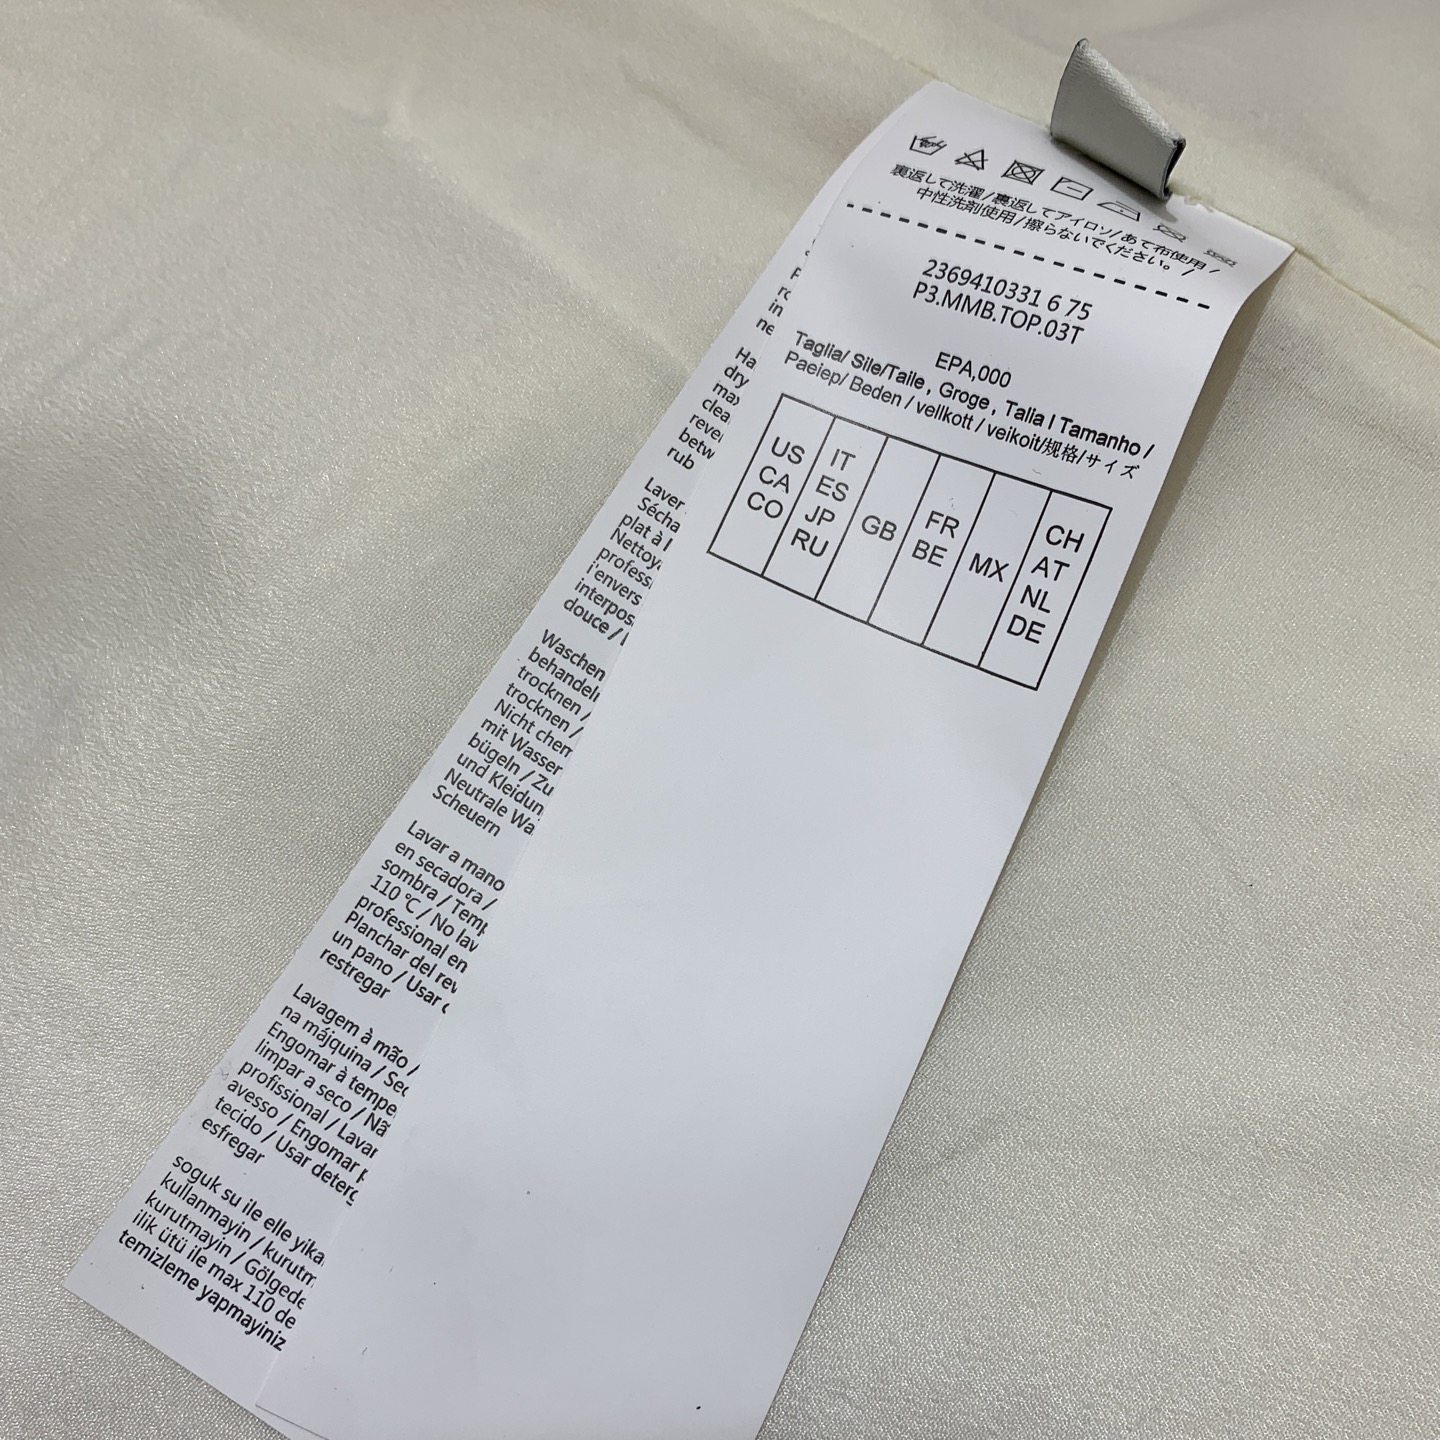 裏返して洗濯/裏返してアイロン/あて布使用/
中性洗剤使用/擦らないでください。/
2369410331 6 75
P3.MMB.TOP.03T
EPA,000
Taglia/ Sile/Taile, Groge, Talia I Tamanho/
Paeiep/ Beden / vellkott / veikoit/规格/サイズ
US
CA
CO
IT
ES
JP
RU
GB
FR
BE
MX
CH
AT
NL
DE
Ha
dry
clea
betw
rub
Laver
Sécha
plat à l
Nettoy
profess
i'envers
interpos
douce /
Waschen
behandel
trocknen /
trocknen /
Nicht chem
mit Wasser
bügeln / Zu
und Kleidun
Neutrale Wa
Scheuern
Lavar a mano
en secadora /
sombra / Temp
110 ℃ / No lav
professional en
Planchar del rev
un pano / Usar
restregar
Lavagem à mão /
na májquina / Sec
Engomar à tempe
limpar a seco / Nã
profissional / Lavar
avesso / Engomar
tecido / Usar deterg
esfregar
soguk su ile elle yika
kullanmayin / kurutm
kurutmayin / Gölgede
ilik ütü ile max 110 de
temizleme yapmayiniz